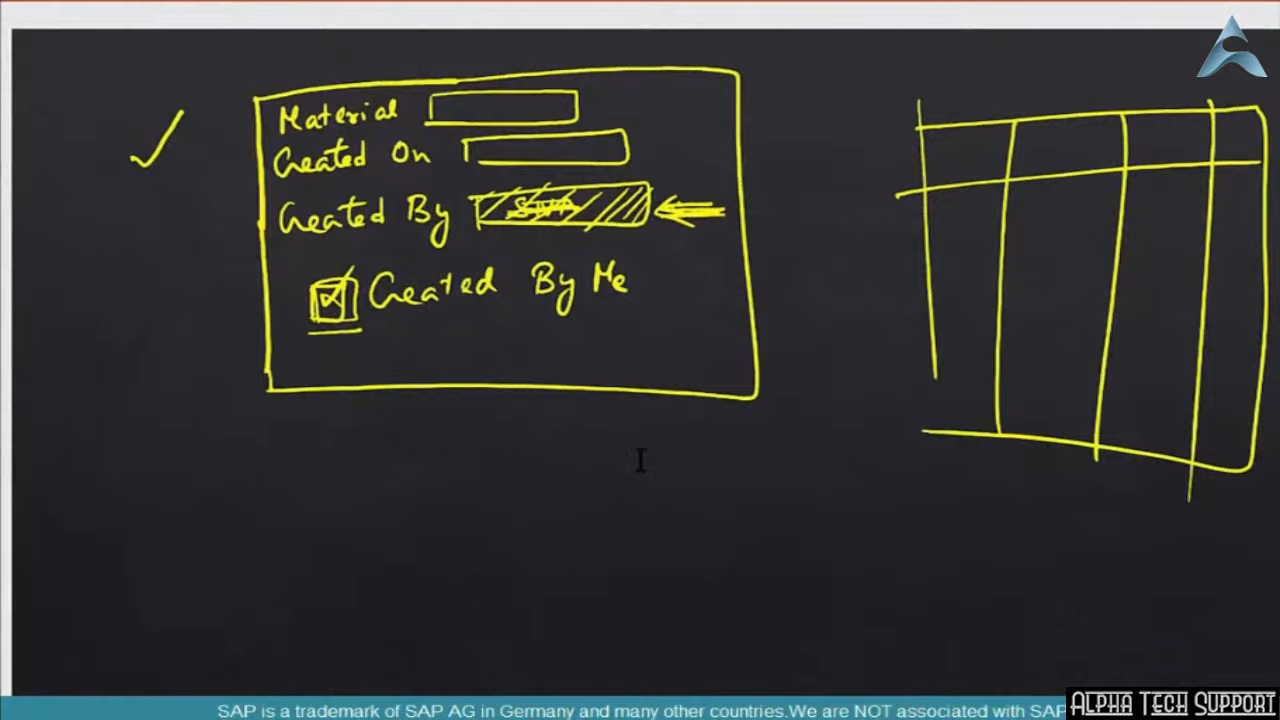 Material
Created On
Created By
Created By Me
SAP is a trademark of SAP AG in Germany and many other countries.We are NOT associated with SAP
ALPHA TECH SUPPORT